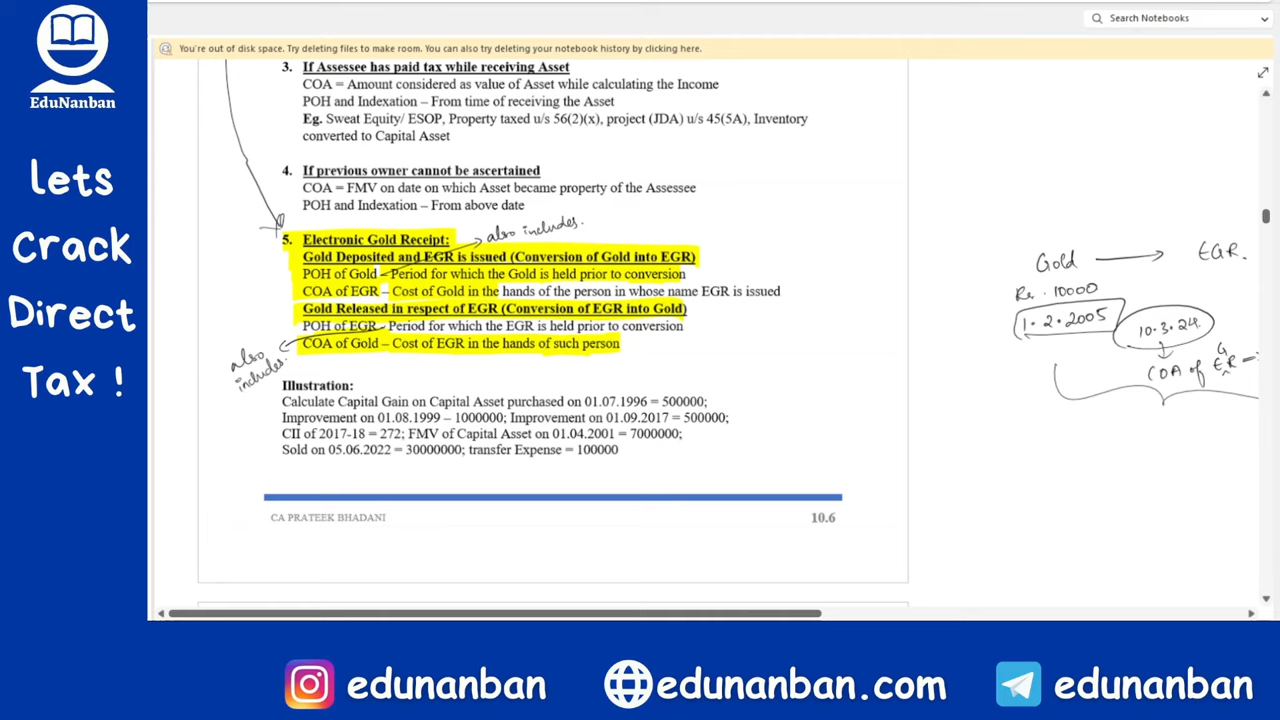 EduNanban
Lets
Crack
Direct
Tax !
Search Notebooks
You're out of disk space. Try deleting files to make room. You can also try deleting your notebook history by clicking here.
3. If Assessee has paid tax while receiving Asset
COA = Amount considered as value of Asset while calculating the Income
POH and Indexation – From time of receiving the Asset
Eg. Sweat Equity/ ESOP, Property taxed u/s 56(2)(x), project (JDA) u/s 45(5A), Inventory
converted to Capital Asset
4. If previous owner cannot be ascertained
COA = FMV on date on which Asset became property of the Assessee
POH and Indexation – From above date
also includes.
5. Electronic Gold Receipt:
Gold Deposited and EGR is issued (Conversion of Gold into EGR)
POH of Gold – Period for which the Gold is held prior to conversion
COA of EGR – Cost of Gold in the hands of the person in whose name EGR is issued
Gold Released in respect of EGR (Conversion of EGR into Gold)
POH of EGR – Period for which the EGR is held prior to conversion
COA of Gold – Cost of EGR in the hands of such person
also
includes.
Gold → EGR.
Rs. 10000
1.2.2005
10.3.24
COA of EGR =
Illustration:
Calculate Capital Gain on Capital Asset purchased on 01.07.1996 = 500000;
Improvement on 01.08.1999 – 1000000; Improvement on 01.09.2017 = 500000;
CII of 2017-18 = 272; FMV of Capital Asset on 01.04.2001 = 7000000;
Sold on 05.06.2022 = 30000000; transfer Expense = 100000
CA PRATEEK BHADANI 10.6
edunanban edunanban.com edunanban